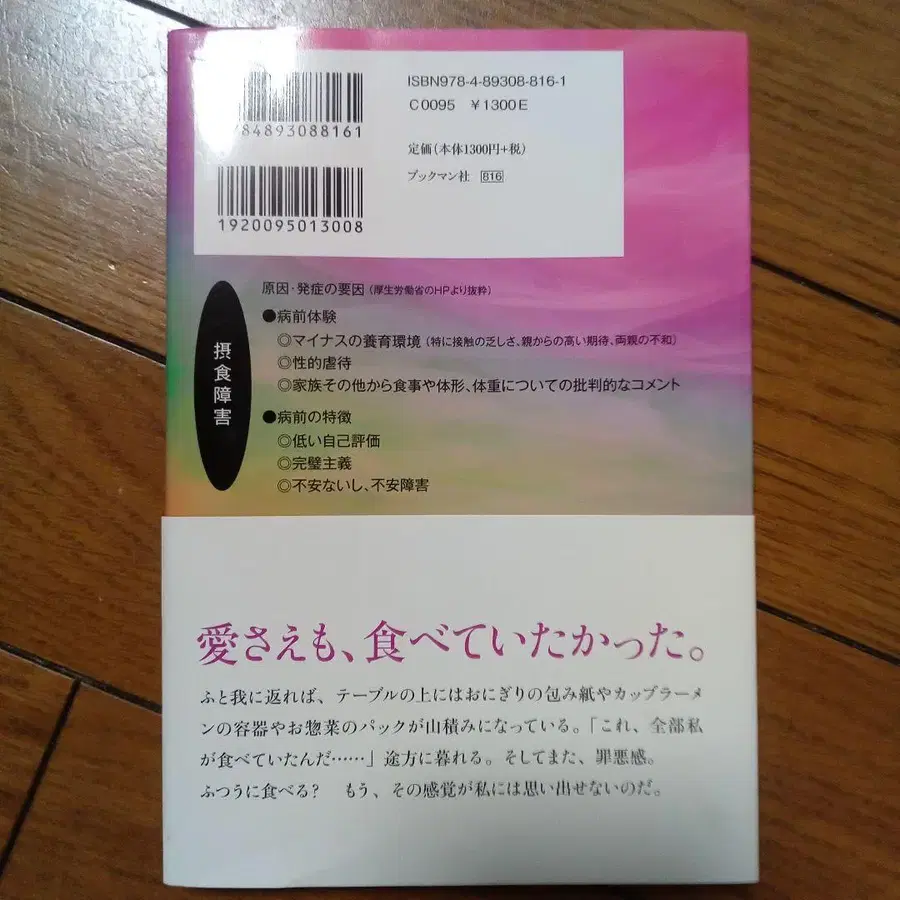 ISBN978-4-89308-816-1
C0095 ¥1300E
84893088161
定価(本体1300円+税)
ブックマン社 816
1920095013008
原因・発症の要因(厚生労働省のHPより抜粋)
●病前体験
◎マイナスの養育環境(特に接触の乏しさ、親からの高い期待、両親の不和)
◎性的虐待
◎家族その他から食事や体形、体重についての批判的なコメント
摂食障害
●病前の特徴
◎低い自己評価
◎完璧主義
◎不安ないし、不安障害
愛さえも、食べていたかった。
ふと我に返れば、テーブルの上にはおにぎりの包み紙やカップラーメ
ンの容器やお惣菜のパックが山積みになっている。「これ、全部私
が食べていたんだ……」途方に暮れる。そしてまた、罪悪感。
ふつうに食べる? もう、その感覚が私には思い出せないのだ。